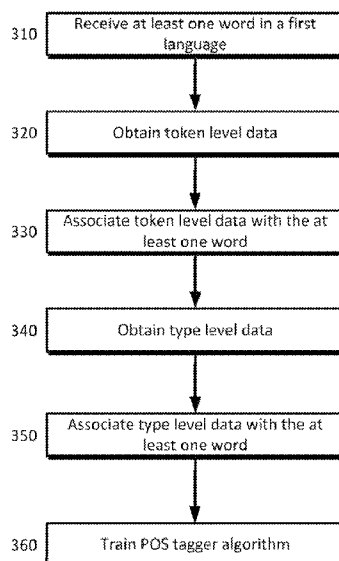 310 Receive at least one word in a first
language
320 Obtain token level data
330 Associate token level data with the at
least one word
340 Obtain type level data
350 Associate type level data with the at
least one word
360 Train POS tagger algorithm